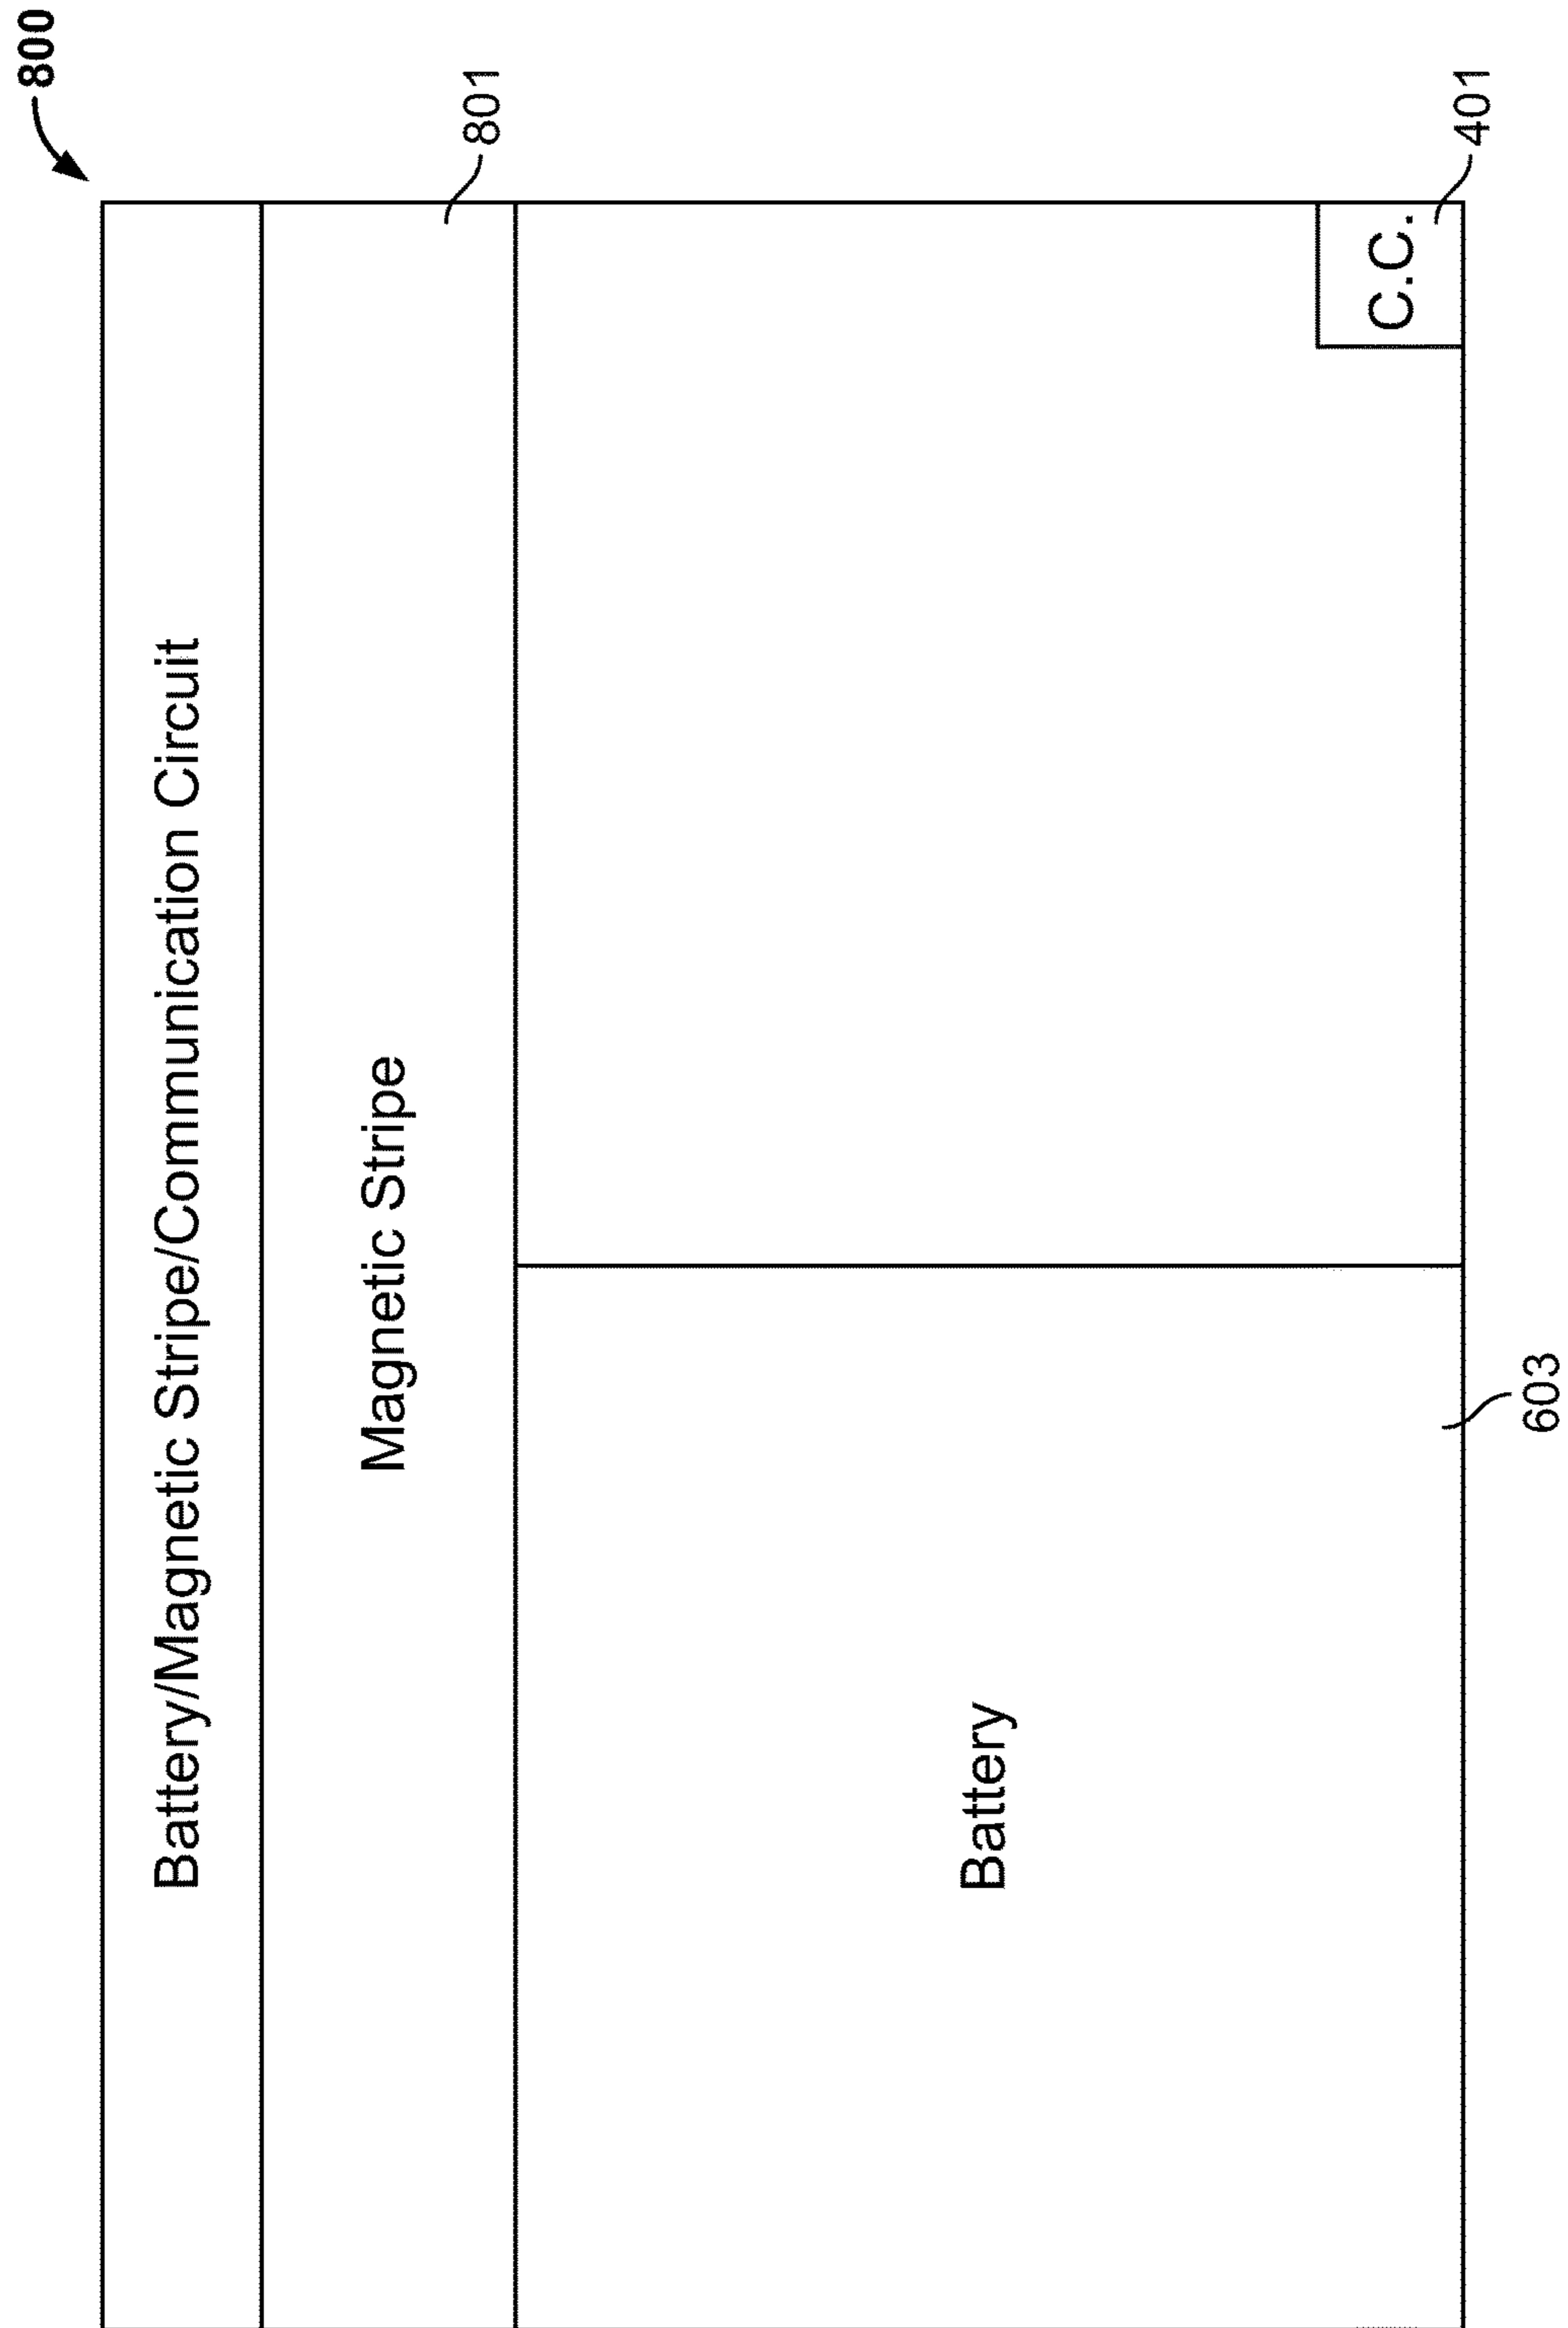 800
Battery/Magnetic Stripe/Communication Circuit
Magnetic Stripe
801
Battery
C.C.
401
603